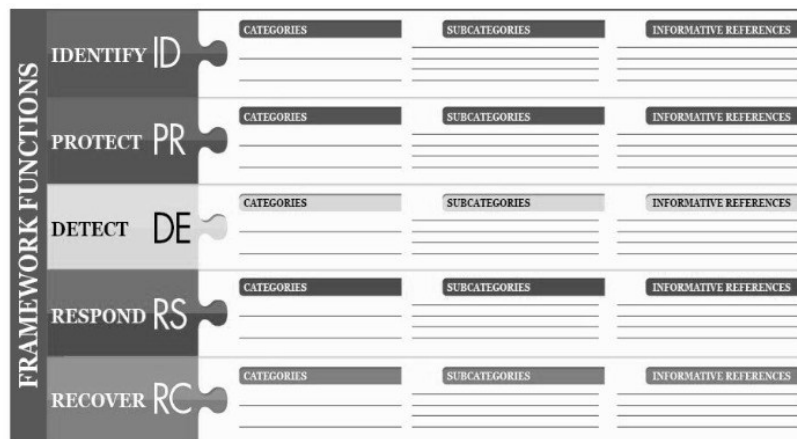 FRAMEWORK FUNCTIONS
IDENTIFY ID
CATEGORIES SUBCATEGORIES INFORMATIVE REFERENCES
PROTECT PR
CATEGORIES SUBCATEGORIES INFORMATIVE REFERENCES
DETECT DE
CATEGORIES SUBCATEGORIES INFORMATIVE REFERENCES
RESPOND RS
CATEGORIES SUBCATEGORIES INFORMATIVE REFERENCES
RECOVER RC
CATEGORIES SUBCATEGORIES INFORMATIVE REFERENCES